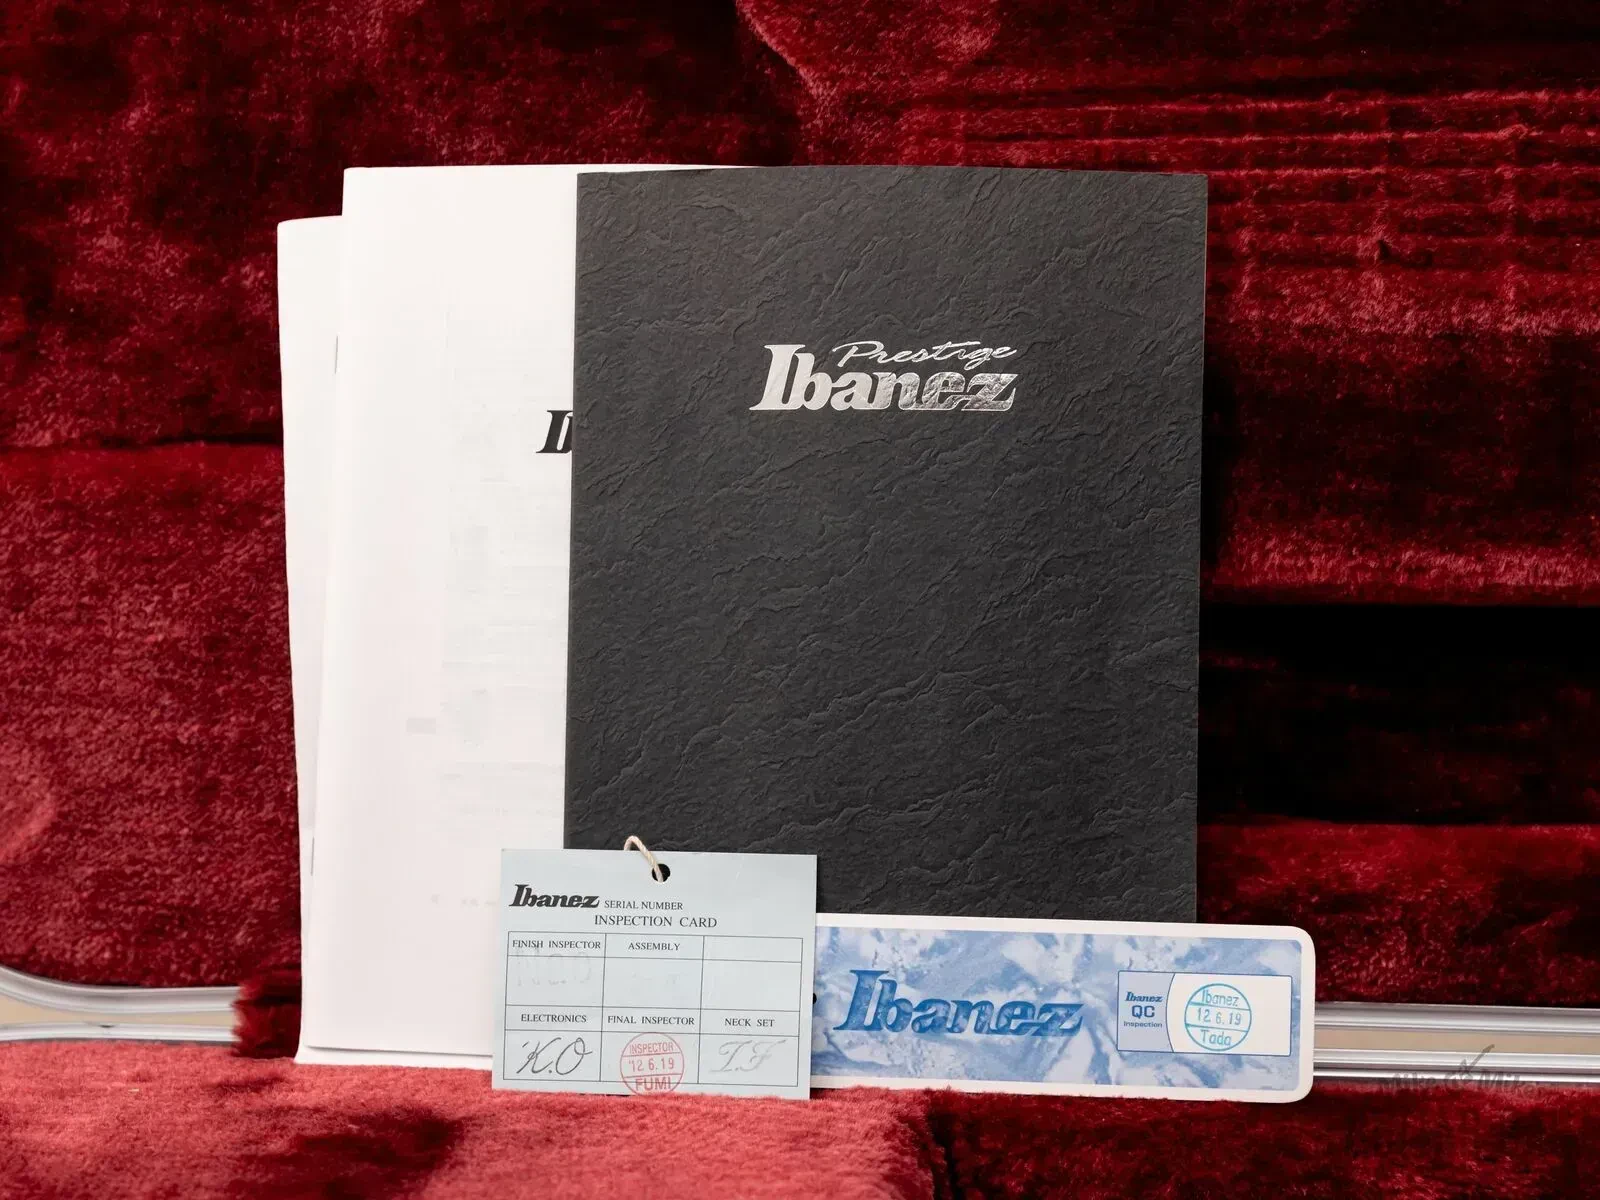 Prestige
Ibanez
Ibanez SERIAL NUMBER
INSPECTION CARD
FINISH INSPECTOR ASSEMBLY
ELECTRONICS FINAL INSPECTOR NECK SET
K.O
INSPECTOR
'12.6.19
FUMI
T.F
Ibanez
Ibanez
QC
Inspection
Ibanez
12.6.19
Tada